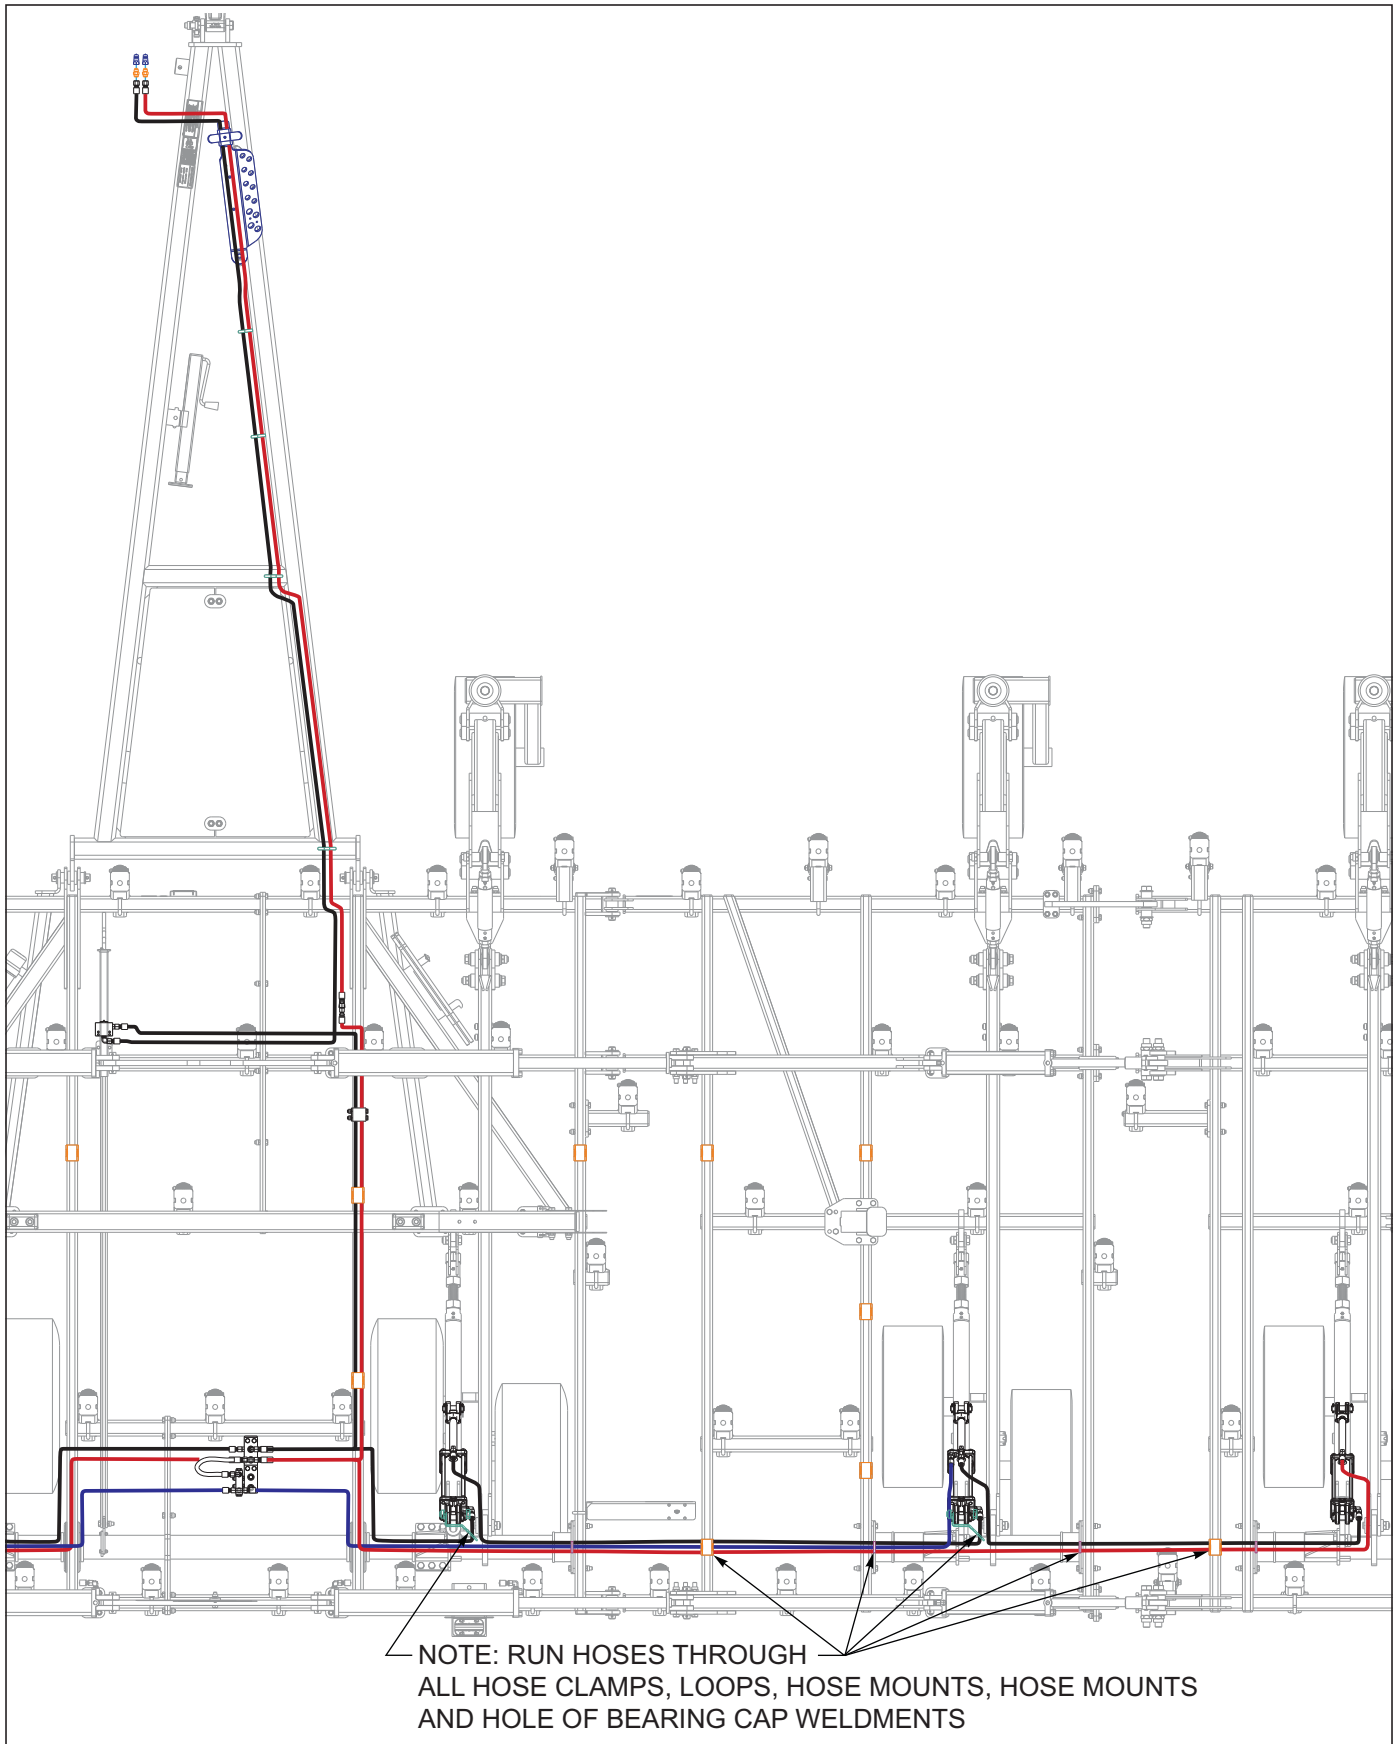 NOTE: RUN HOSES THROUGH
ALL HOSE CLAMPS, LOOPS, HOSE MOUNTS, HOSE MOUNTS
AND HOLE OF BEARING CAP WELDMENTS